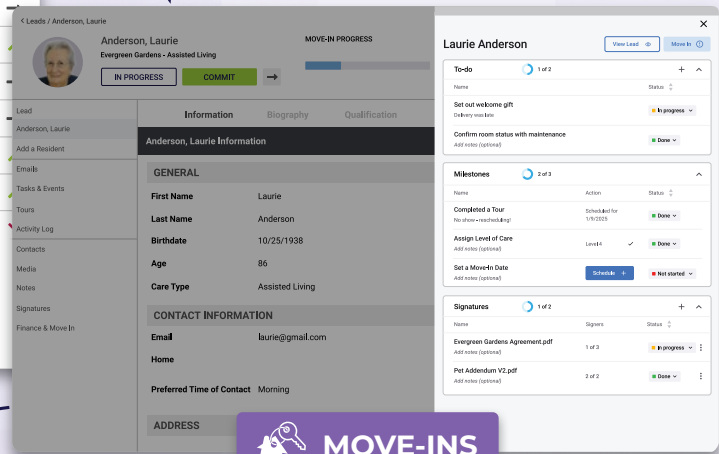 < Leads / Anderson, Laurie
Anderson, Laurie
Evergreen Gardens - Assisted Living
IN PROGRESS
COMMIT
MOVE-IN PROGRESS
Lead
Anderson, Laurie
Add a Resident
Emails
Tasks & Events
Tours
Activity Log
Contacts
Media
Notes
Signatures
Finance & Move In
Information Biography Qualification
Anderson, Laurie Information
GENERAL
First Name Laurie
Last Name Anderson
Birthdate 10/25/1938
Age 86
Care Type Assisted Living
CONTACT INFORMATION
Email laurie@gmail.com
Home
Preferred Time of Contact Morning
ADDRESS
MOVE-INS
Laurie Anderson
View Lead
Move In
To-do 1 of 2
Name Status
Set out welcome gift
Delivery was late
In progress
Confirm room status with maintenance
Add notes (optional)
Done
Milestones 2 of 3
Name Action Status
Completed a Tour
No show - rescheduling!
Scheduled for
1/9/2025
Done
Assign Level of Care
Add notes (optional)
Level 4
Done
Set a Move-In Date
Add notes (optional)
Schedule +
Not started
Signatures 1 of 2
Name Signers Status
Evergreen Gardens Agreement.pdf
Add notes (optional)
1 of 3
In progress
Pet Addendum V2.pdf
Add notes (optional)
2 of 2
Done